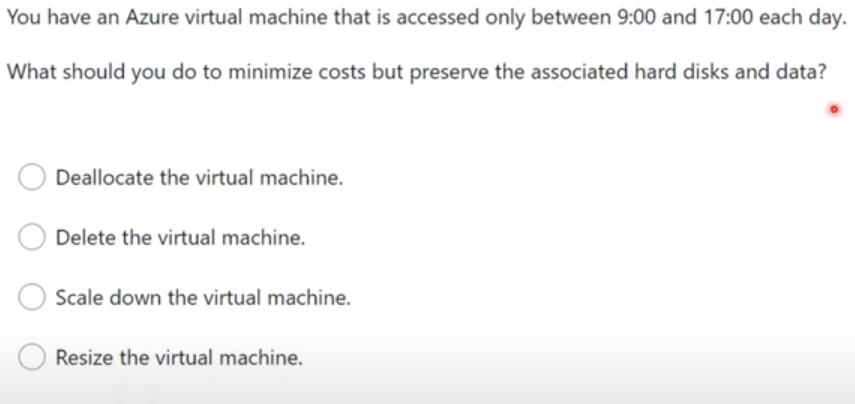 You have an Azure virtual machine that is accessed only between 9:00 and 17:00 each day.
What should you do to minimize costs but preserve the associated hard disks and data?
Deallocate the virtual machine.
Delete the virtual machine.
Scale down the virtual machine.
Resize the virtual machine.